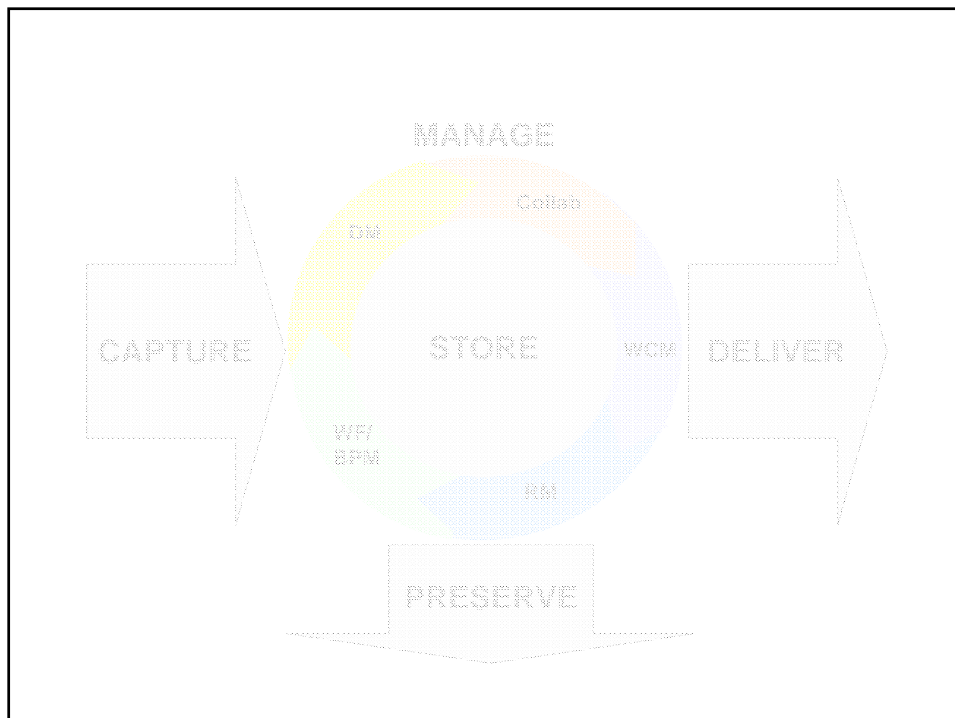 MANAGE
Collab
DM
CAPTURE
STORE
WCM
DELIVER
WF/
BPM
RM
PRESERVE